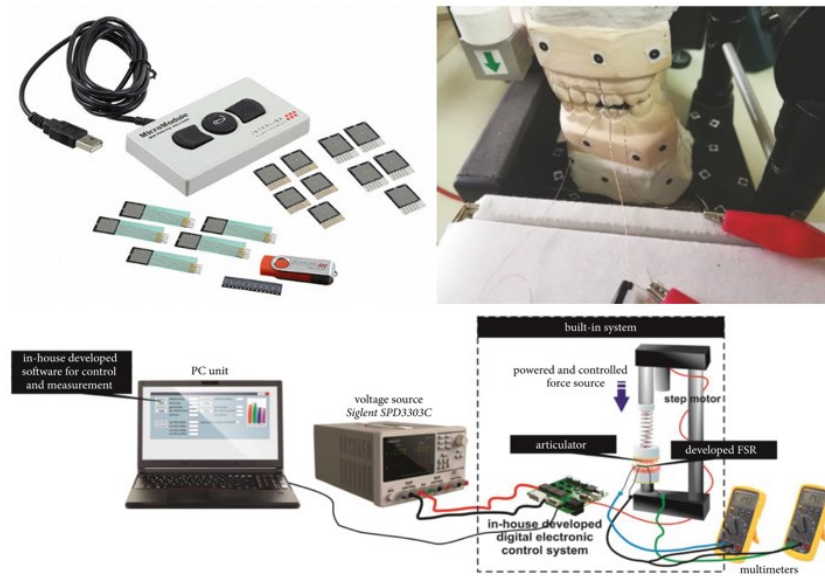 MicroModule
INTERLINK
ELECTRONICS
built-in system
in-house developed
software for control
and measurement
PC unit
powered and controlled
force source
step motor
voltage source
Siglent SPD3303C
articulator
developed FSR
in-house developed
digital electronic
control system
multimeters